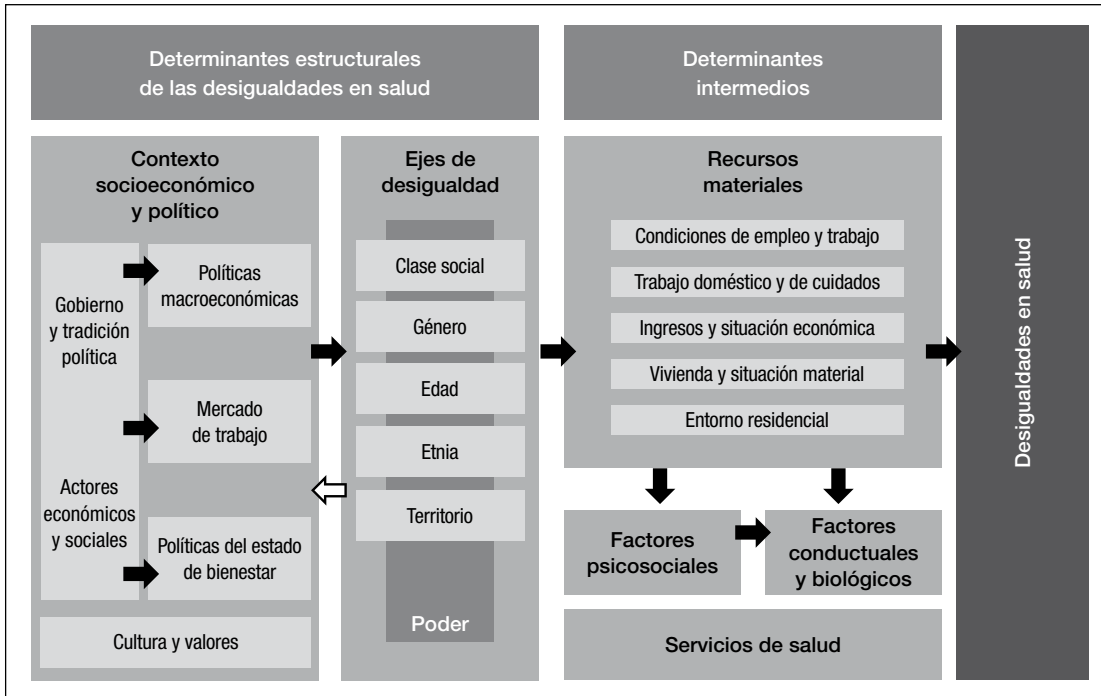 Determinantes estructurales
de las desigualdades en salud
Determinantes
intermedios
Contexto
socioeconómico
y político
Gobierno
y tradición
política
Actores
económicos
y sociales
Políticas
macroeconómicas
Mercado
de trabajo
Políticas del estado
de bienestar
Cultura y valores
Ejes de
desigualdad
Clase social
Género
Edad
Etnia
Territorio
Poder
Recursos
materiales
Condiciones de empleo y trabajo
Trabajo doméstico y de cuidados
Ingresos y situación económica
Vivienda y situación material
Entorno residencial
Factores
psicosociales
Factores
conductuales
y biológicos
Servicios de salud
Desigualdades en salud